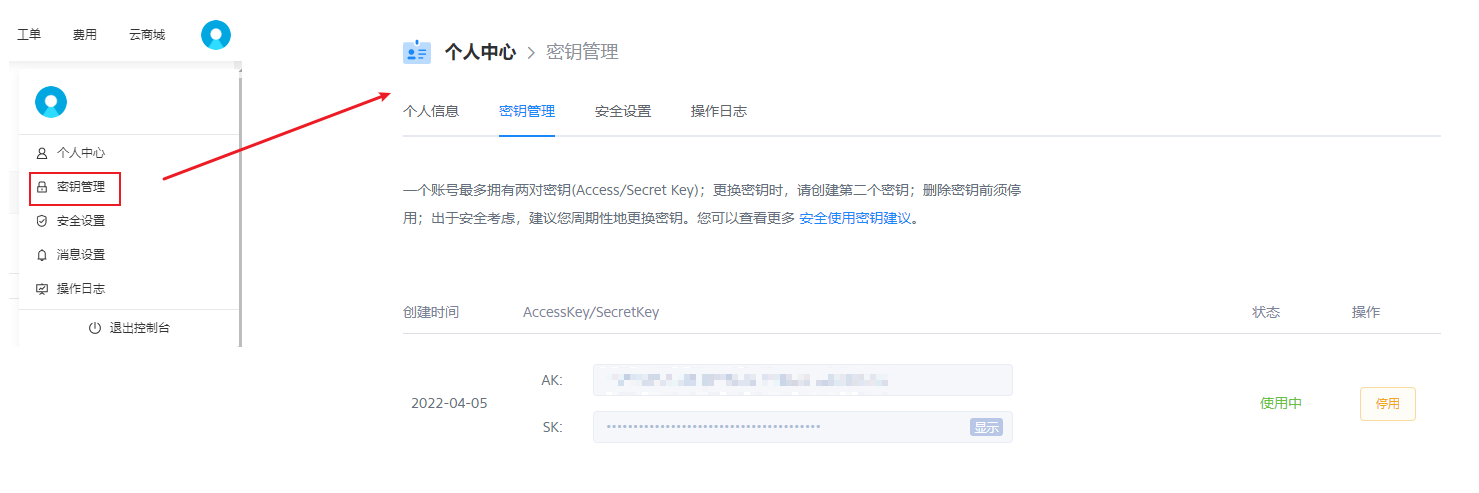 工单 费用 云商城
个人中心
密钥管理
安全设置
消息设置
操作日志
退出控制台
个人中心 > 密钥管理
个人信息 密钥管理 安全设置 操作日志
一个账号最多拥有两对密钥(Access/Secret Key)；更换密钥时，请创建第二个密钥；删除密钥前须停
用；出于安全考虑，建议您周期性地更换密钥。您可以查看更多 安全使用密钥建议。
创建时间 AccessKey/SecretKey 状态 操作
AK:
2022-04-05 使用中 停用
SK: 显示